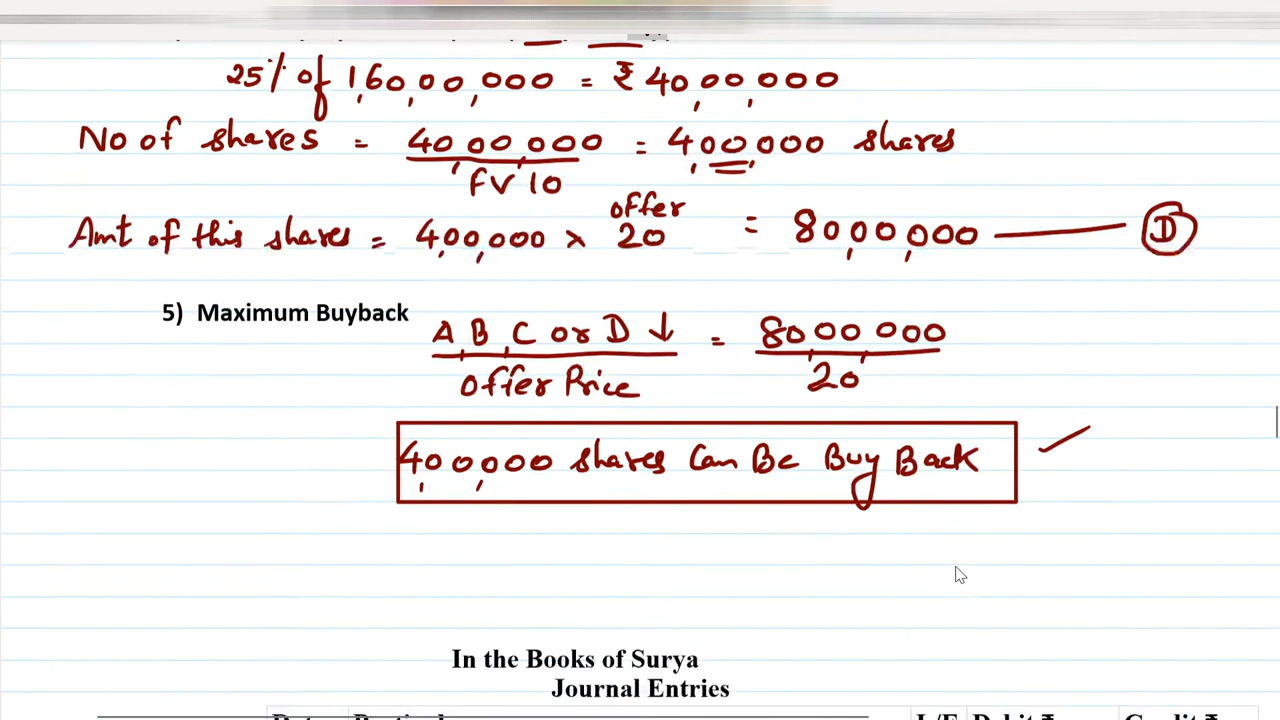 25% of 1,60,00,000 = ₹ 40,00,000
No of shares = 40,00,000 / FV 10 = 4,00,000 shares
Amt of this shares = 4,00,000 × 20 offer = 80,00,000 — D
5) Maximum Buyback
A, B, C or D ↓ / Offer Price = 80,00,000 / 20
4,00,000 shares Can Be Buy Back ✓
In the Books of Surya
Journal Entries